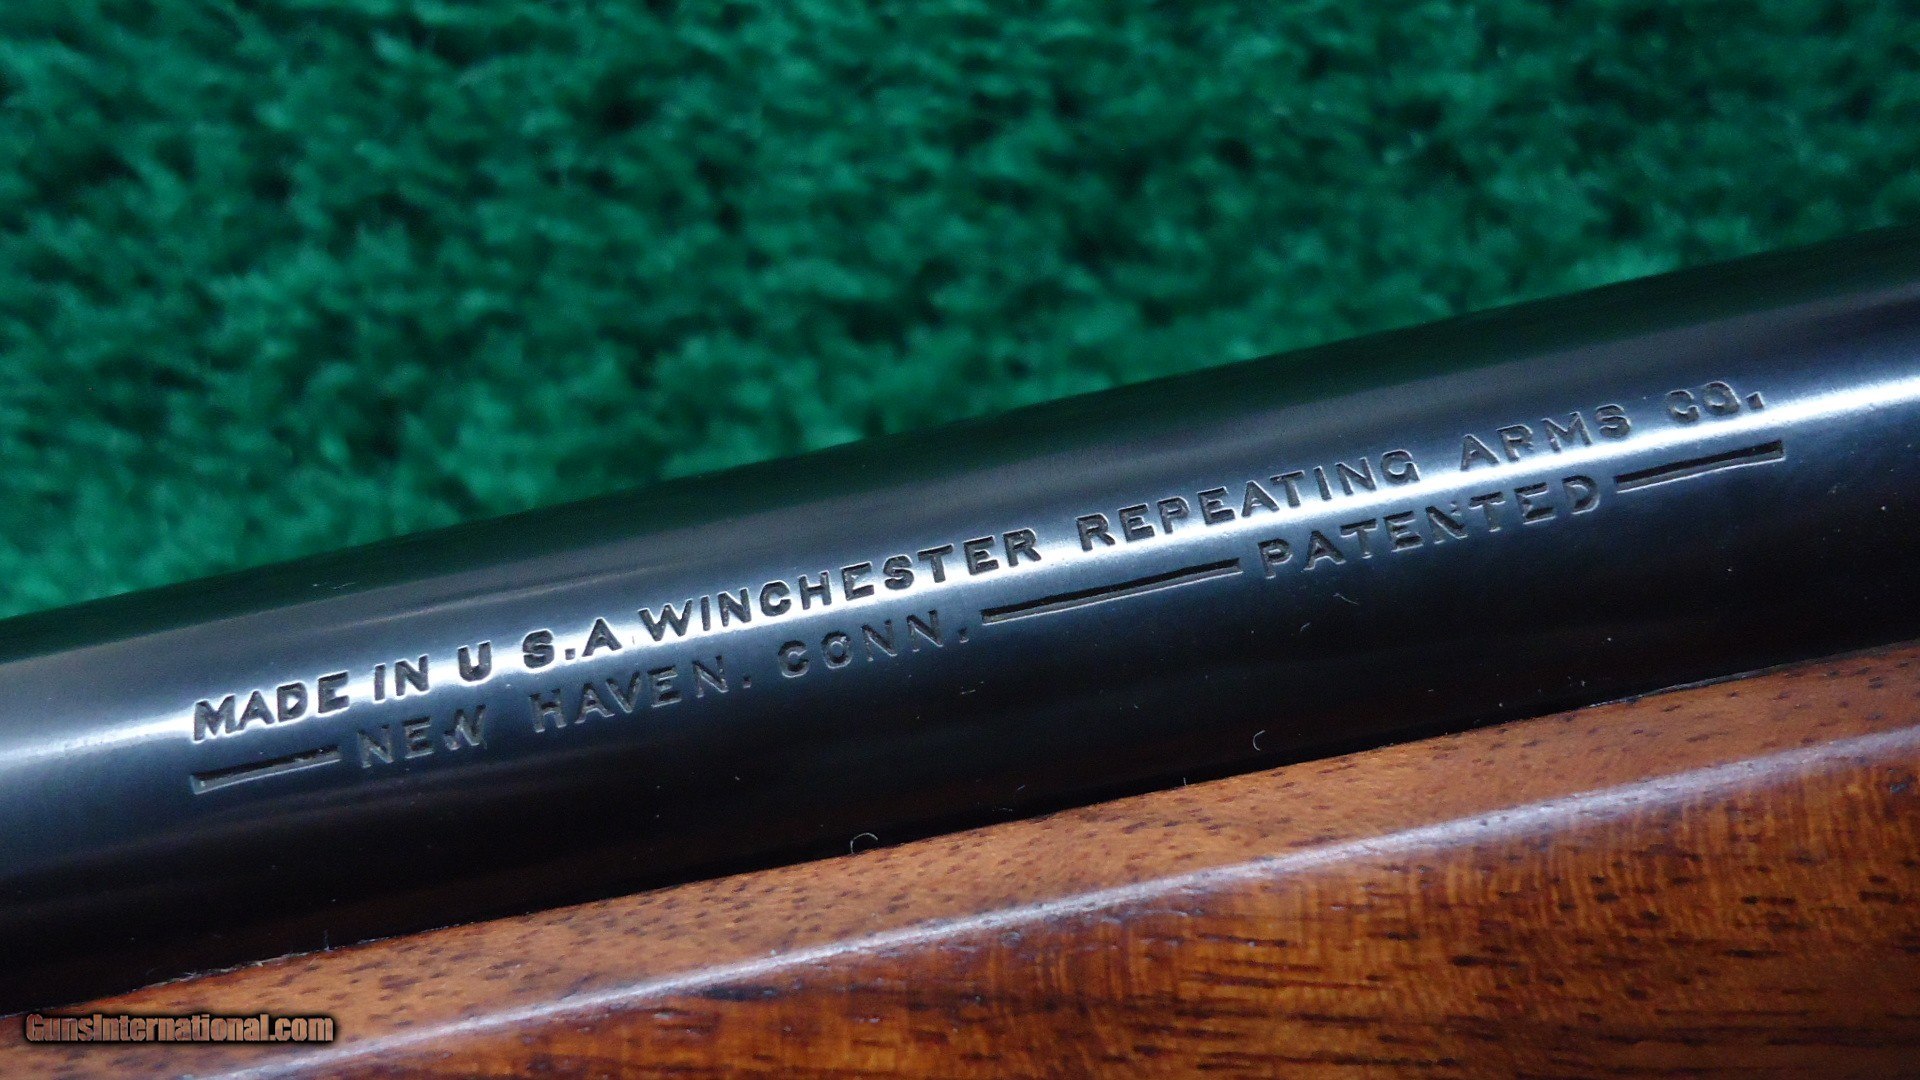 MADE IN U S.A WINCHESTER REPEATING ARMS CO.
— NEW HAVEN. CONN. — PATENTED —
GunsInternational.com